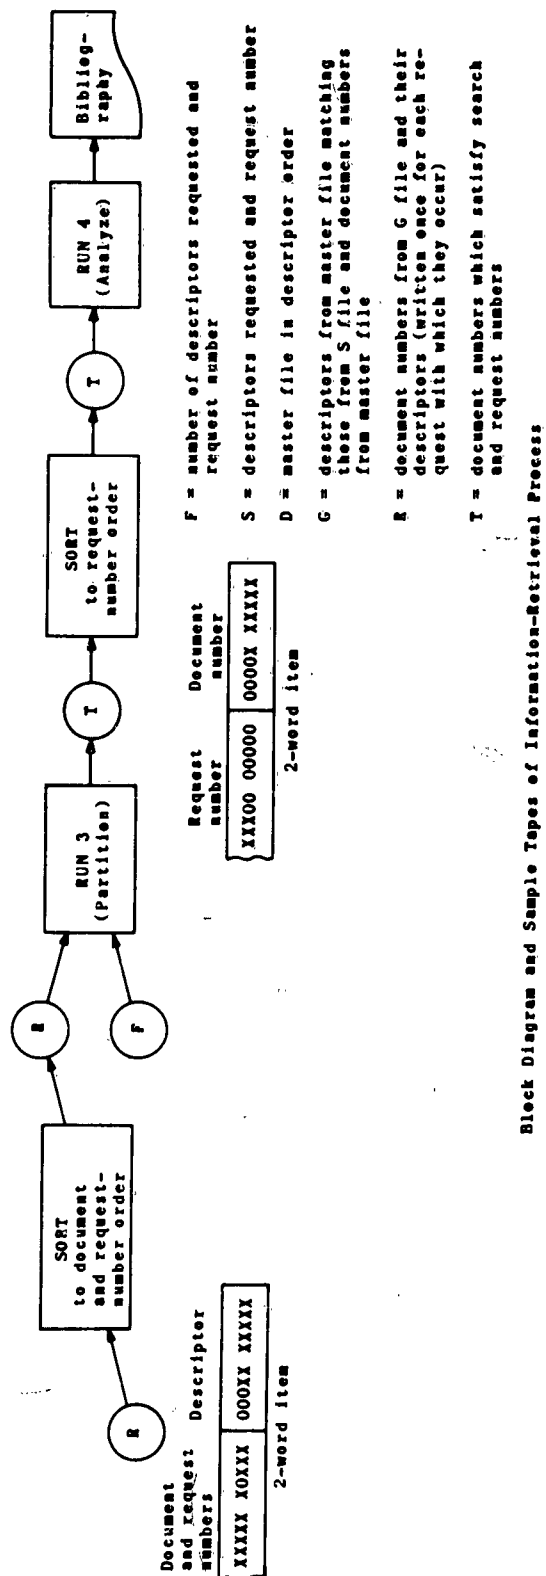 R
Document
and request
numbers
Descriptor
XXXXX X0XXX
000XX XXXXX
2-word item
SORT
to document
and request-
number order
R
F
RUN 3
(Partition)
T
Request
number
Document
number
XXX00 00000
0000X XXXXX
2-word item
SORT
to request-
number order
T
RUN 4
(Analyze)
Bibliog-
raphy
F = number of descriptors requested and
request number
S = descriptors requested and request number
D = master file in descriptor order
G = descriptors from master file matching
those from S file and document numbers
from master file
R = document numbers from G file and their
descriptors (written once for each re-
quest with which they occur)
T = document numbers which satisfy search
and request numbers
Block Diagram and Sample Tapes of Information-Retrieval Process